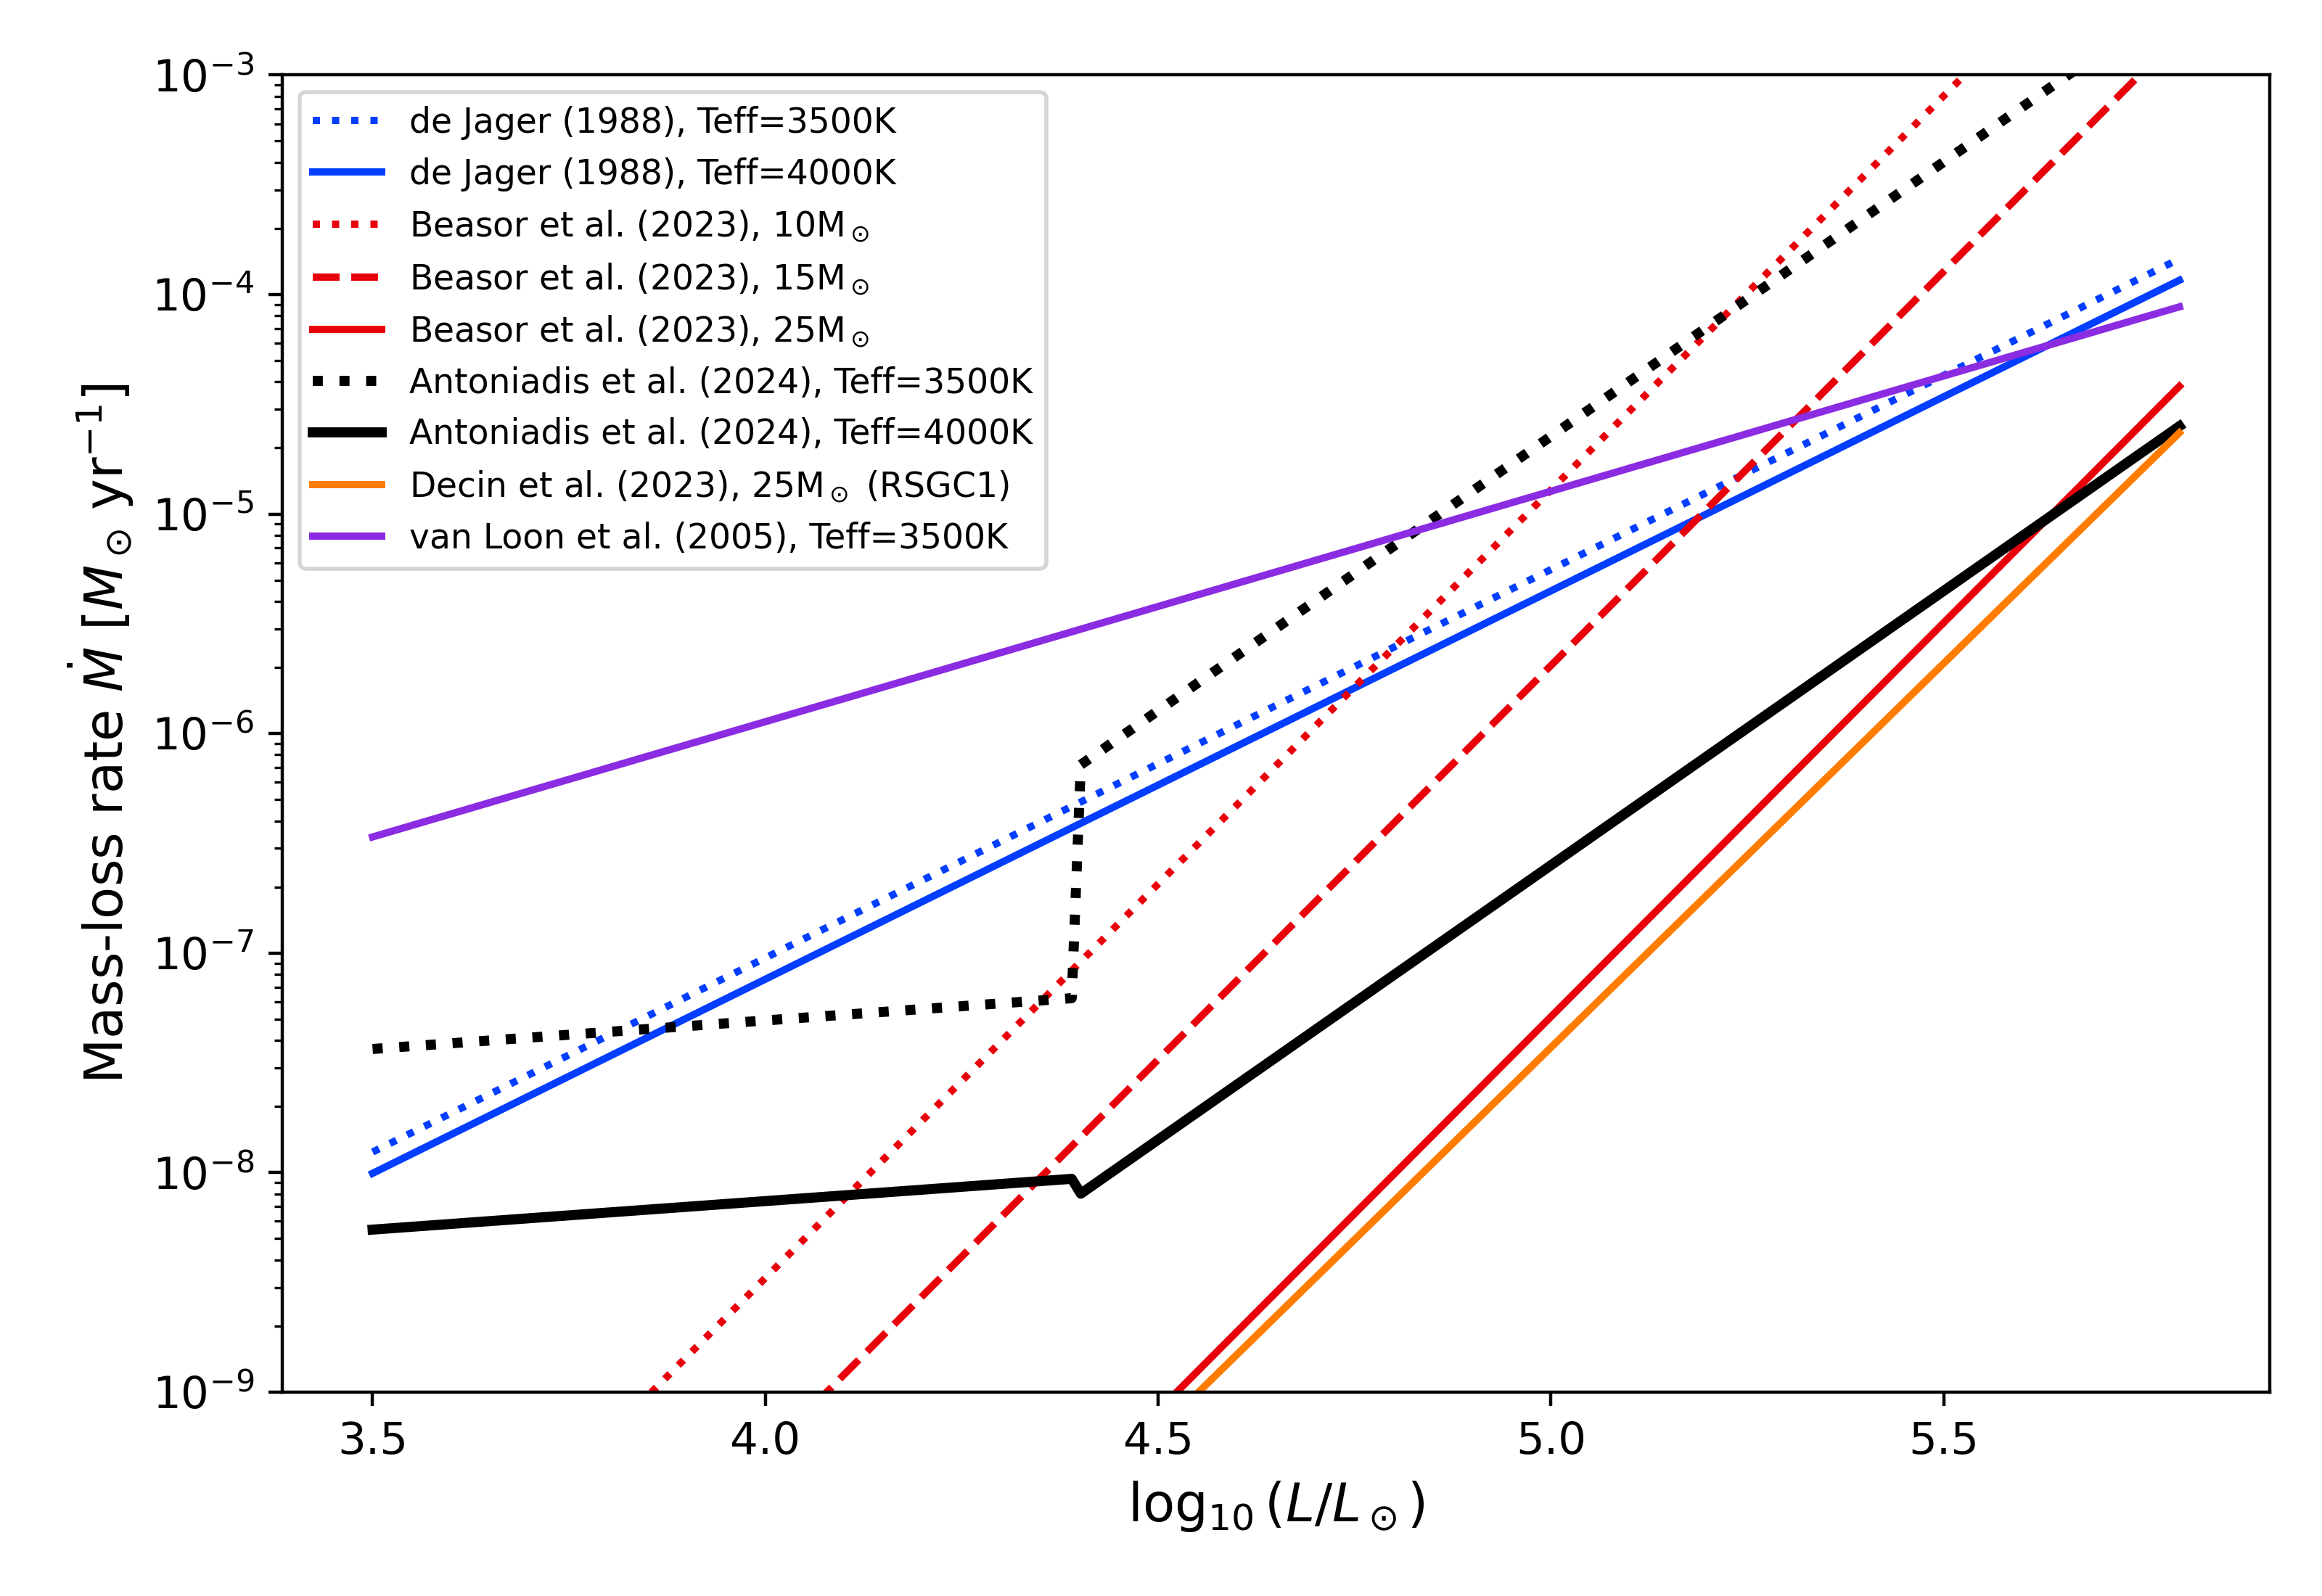 10⁻³
10⁻⁴
10⁻⁵
10⁻⁶
10⁻⁷
10⁻⁸
10⁻⁹
Mass-loss rate Ṁ [M⊙ yr⁻¹]
de Jager (1988), Teff=3500K
de Jager (1988), Teff=4000K
Beasor et al. (2023), 10M⊙
Beasor et al. (2023), 15M⊙
Beasor et al. (2023), 25M⊙
Antoniadis et al. (2024), Teff=3500K
Antoniadis et al. (2024), Teff=4000K
Decin et al. (2023), 25M⊙ (RSGC1)
van Loon et al. (2005), Teff=3500K
3.5 4.0 4.5 5.0 5.5
log₁₀(L/L⊙)